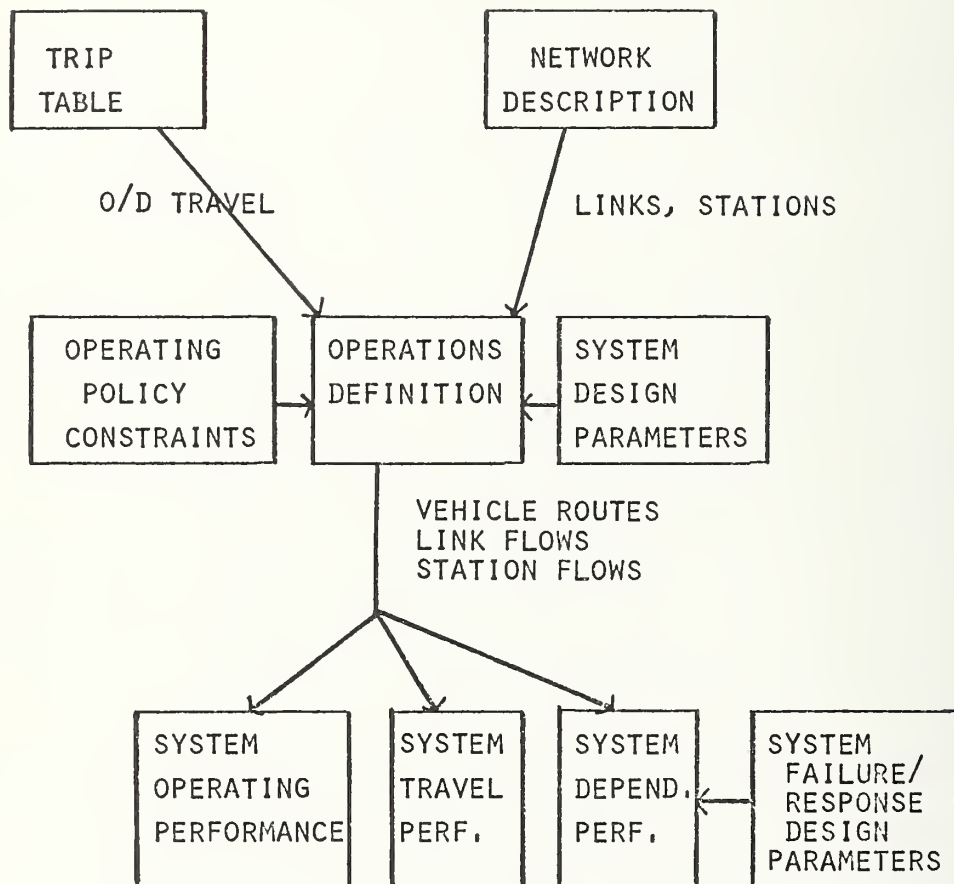 TRIP
TABLE
NETWORK
DESCRIPTION
O/D TRAVEL
LINKS, STATIONS
OPERATING
POLICY
CONSTRAINTS
OPERATIONS
DEFINITION
SYSTEM
DESIGN
PARAMETERS
VEHICLE ROUTES
LINK FLOWS
STATION FLOWS
SYSTEM
OPERATING
PERFORMANCE
SYSTEM
TRAVEL
PERF.
SYSTEM
DEPEND.
PERF.
SYSTEM
FAILURE/
RESPONSE
DESIGN
PARAMETERS